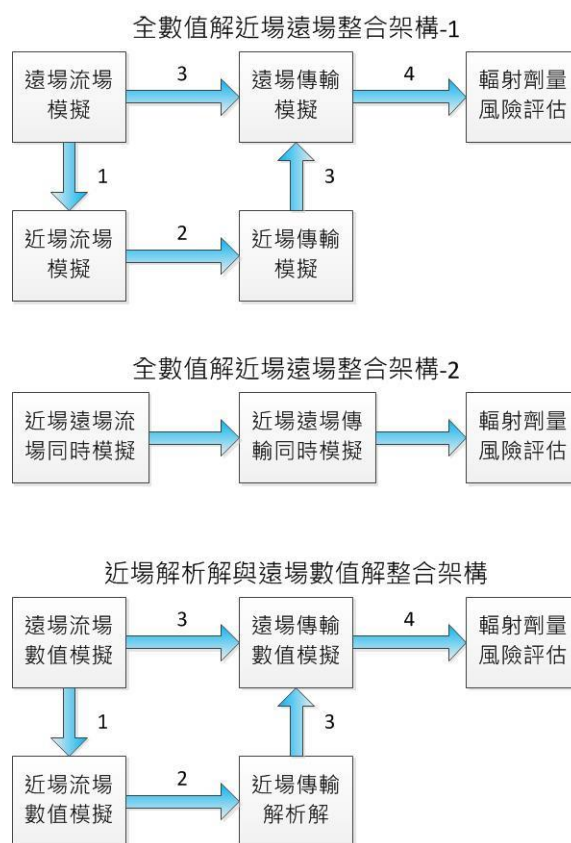 全數值解近場遠場整合架構-1
遠場流場
模擬
3
遠場傳輸
模擬
4
輻射劑量
風險評估
1
3
近場流場
模擬
2
近場傳輸
模擬
全數值解近場遠場整合架構-2
近場遠場流
場同時模擬
近場遠場傳
輸同時模擬
輻射劑量
風險評估
近場解析解與遠場數值解整合架構
遠場流場
數值模擬
3
遠場傳輸
數值模擬
4
輻射劑量
風險評估
1
3
近場流場
數值模擬
2
近場傳輸
解析解